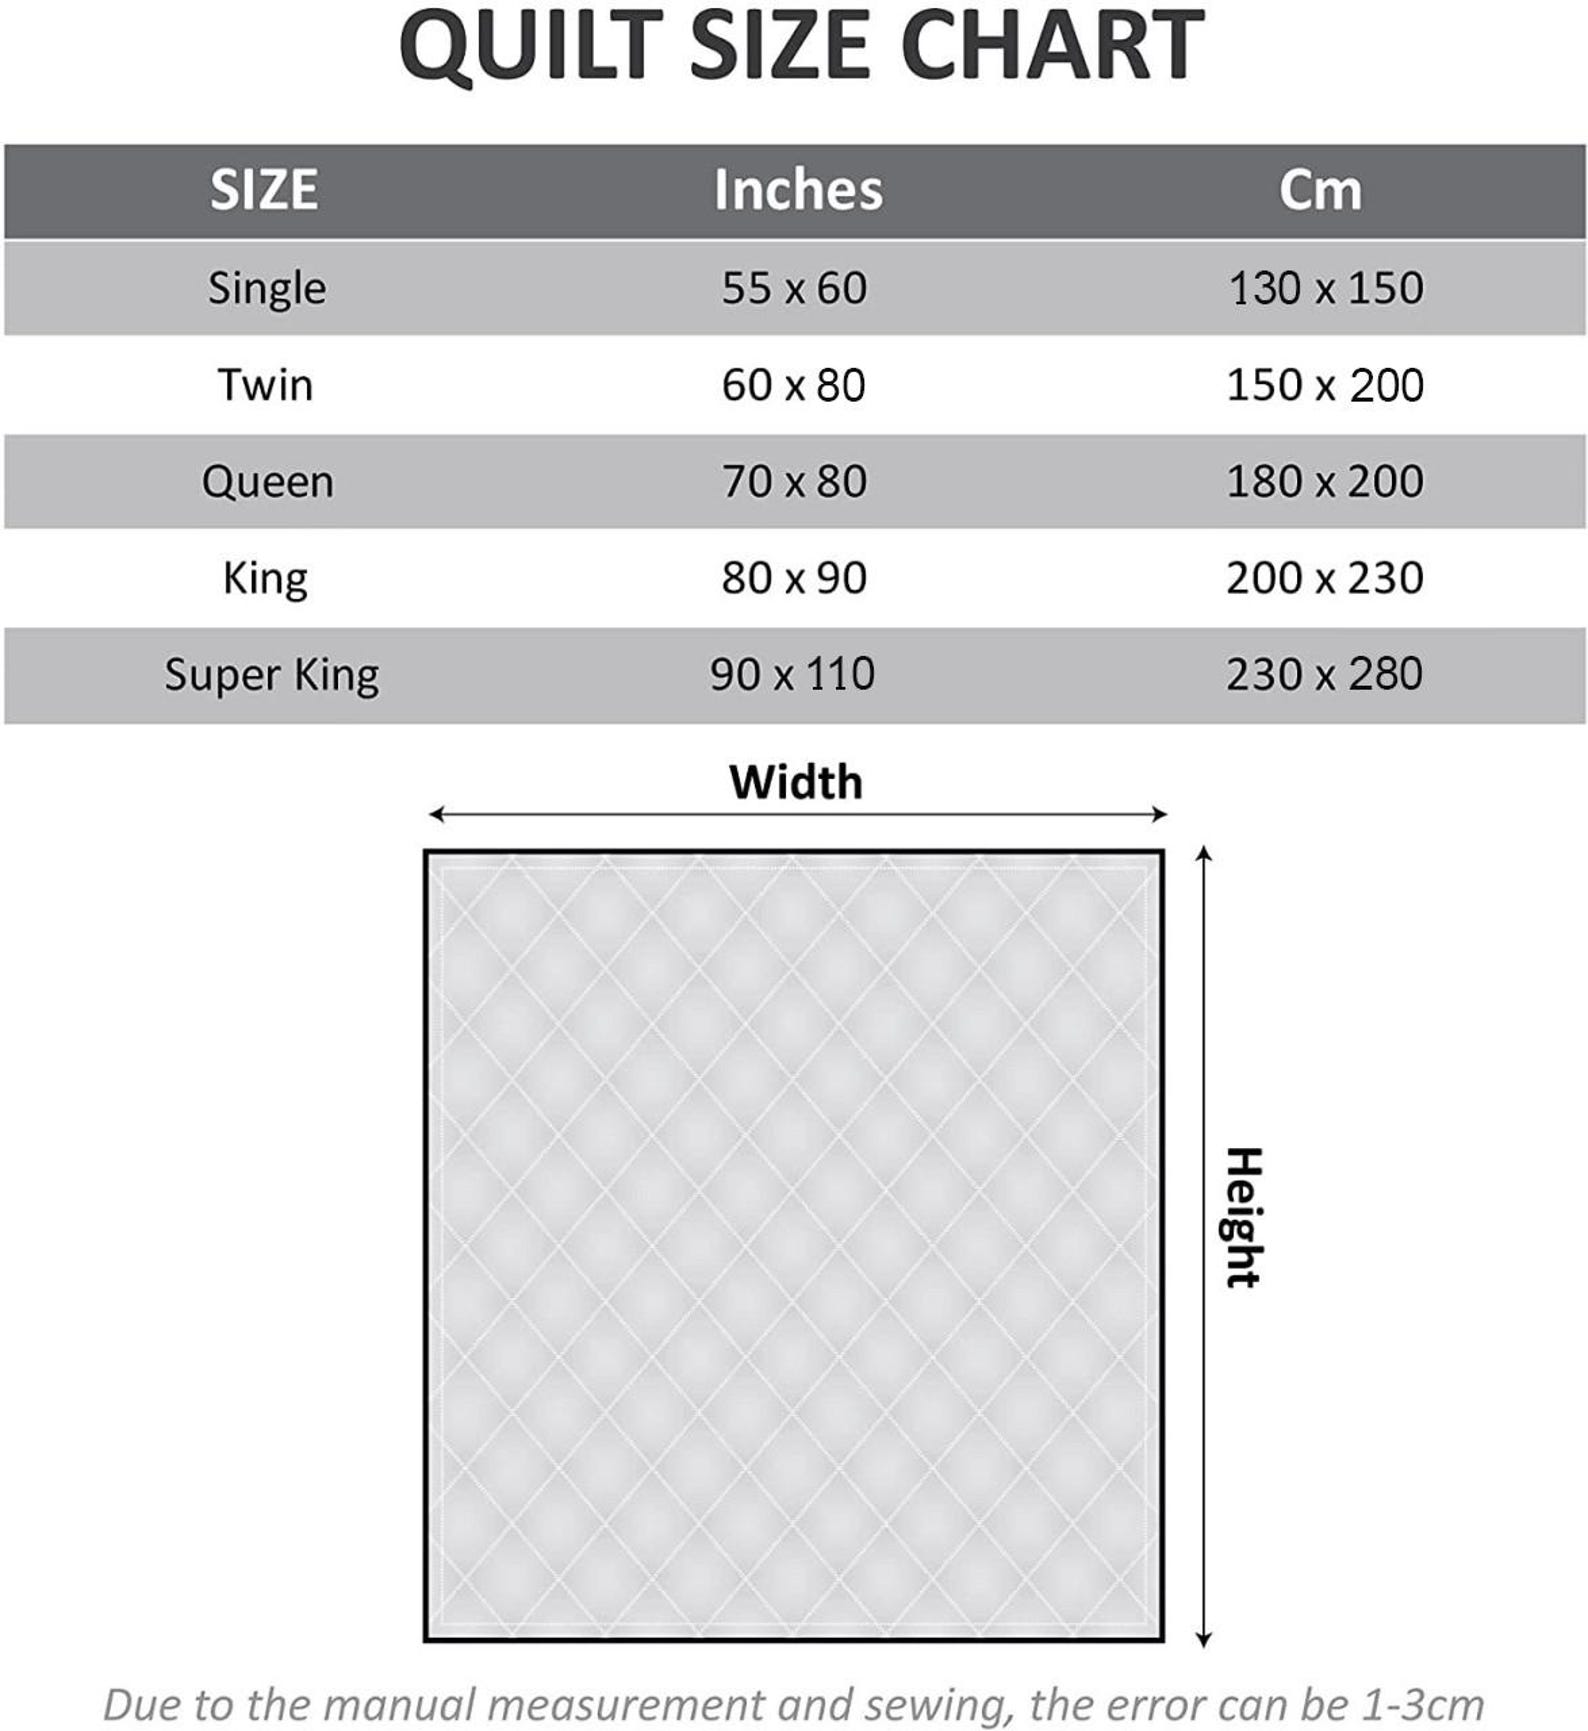 QUILT SIZE CHART
SIZE Inches Cm
Single 55 x 60 130 x 150
Twin 60 x 80 150 x 200
Queen 70 x 80 180 x 200
King 80 x 90 200 x 230
Super King 90 x 110 230 x 280
Width
Height
Due to the manual measurement and sewing, the error can be 1-3cm